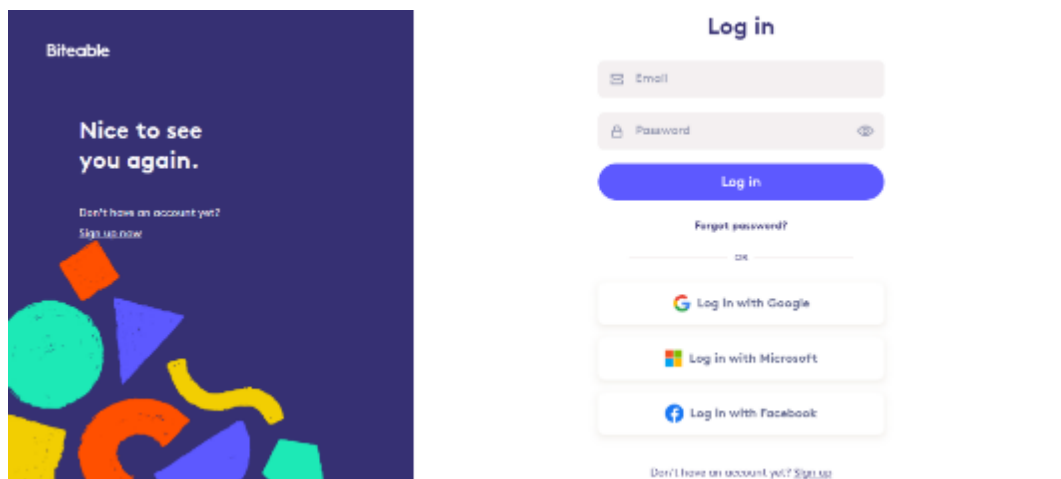 Biteable
Nice to see
you again.
Don't have an account yet?
Sign up now
Log in
Email
Password
Log in
Forgot password?
OR
Log in with Google
Log in with Microsoft
Log in with Facebook
Don't have an account yet? Sign up